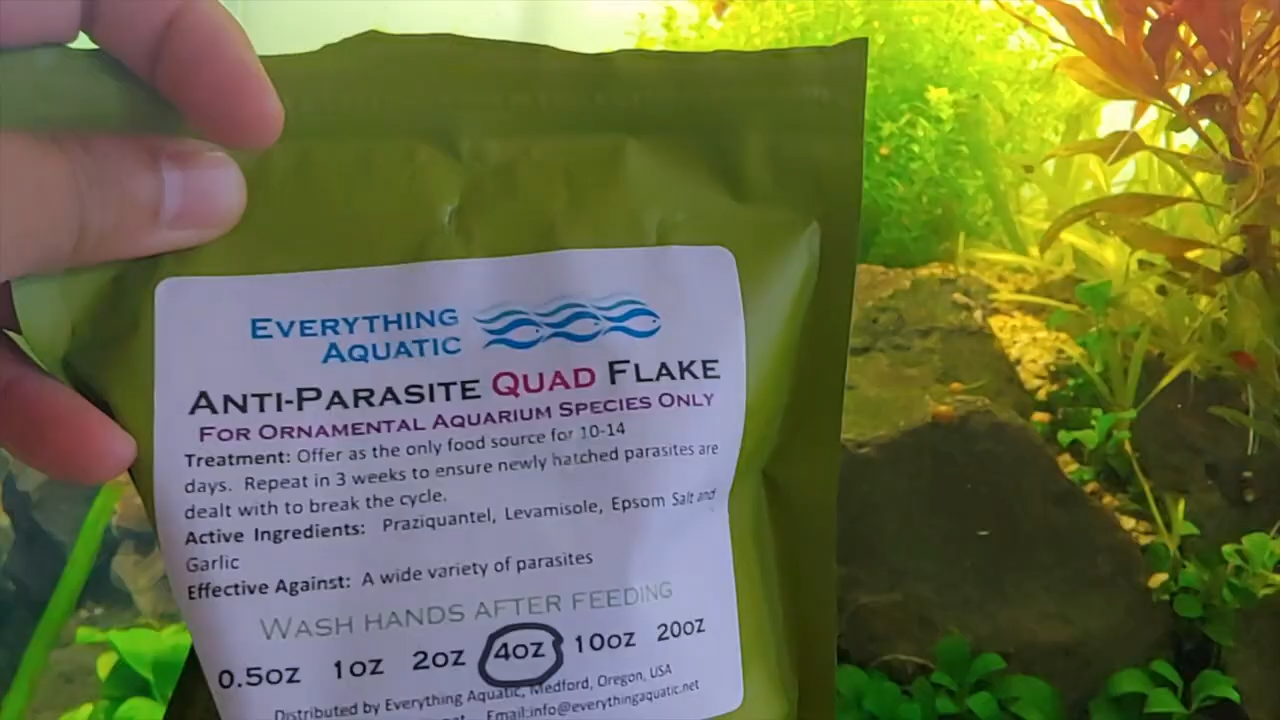 EVERYTHING
AQUATIC
ANTI-PARASITE QUAD FLAKE
FOR ORNAMENTAL AQUARIUM SPECIES ONLY
Treatment: Offer as the only food source for 10-14
days. Repeat in 3 weeks to ensure newly hatched parasites are
dealt with to break the cycle.
Active Ingredients: Praziquantel, Levamisole, Epsom Salt and
Garlic
Effective Against: A wide variety of parasites
WASH HANDS AFTER FEEDING
0.5OZ 1OZ 2OZ 4OZ 10OZ 20OZ
Distributed by Everything Aquatic, Medford, Oregon, USA
Email:info@everythingaquatic.net